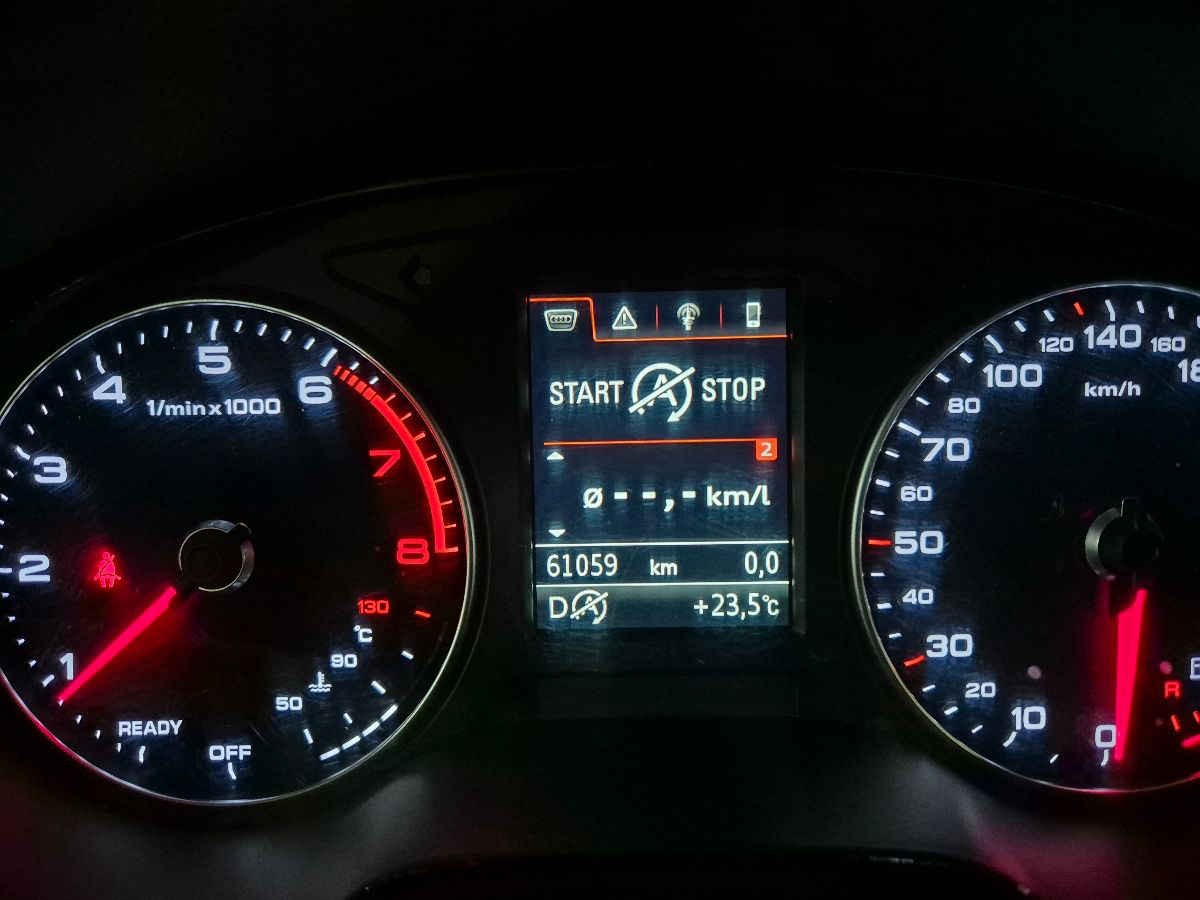 5
4
6
1/min x 1000
3
7
2
8
130
°C
90
1
50
READY
OFF
START A STOP
2
ø --,- km/l
61059 km 0,0
D A +23,5°C
120 140 160
100
km/h
80
70
60
50
40
30
20
R
10
0